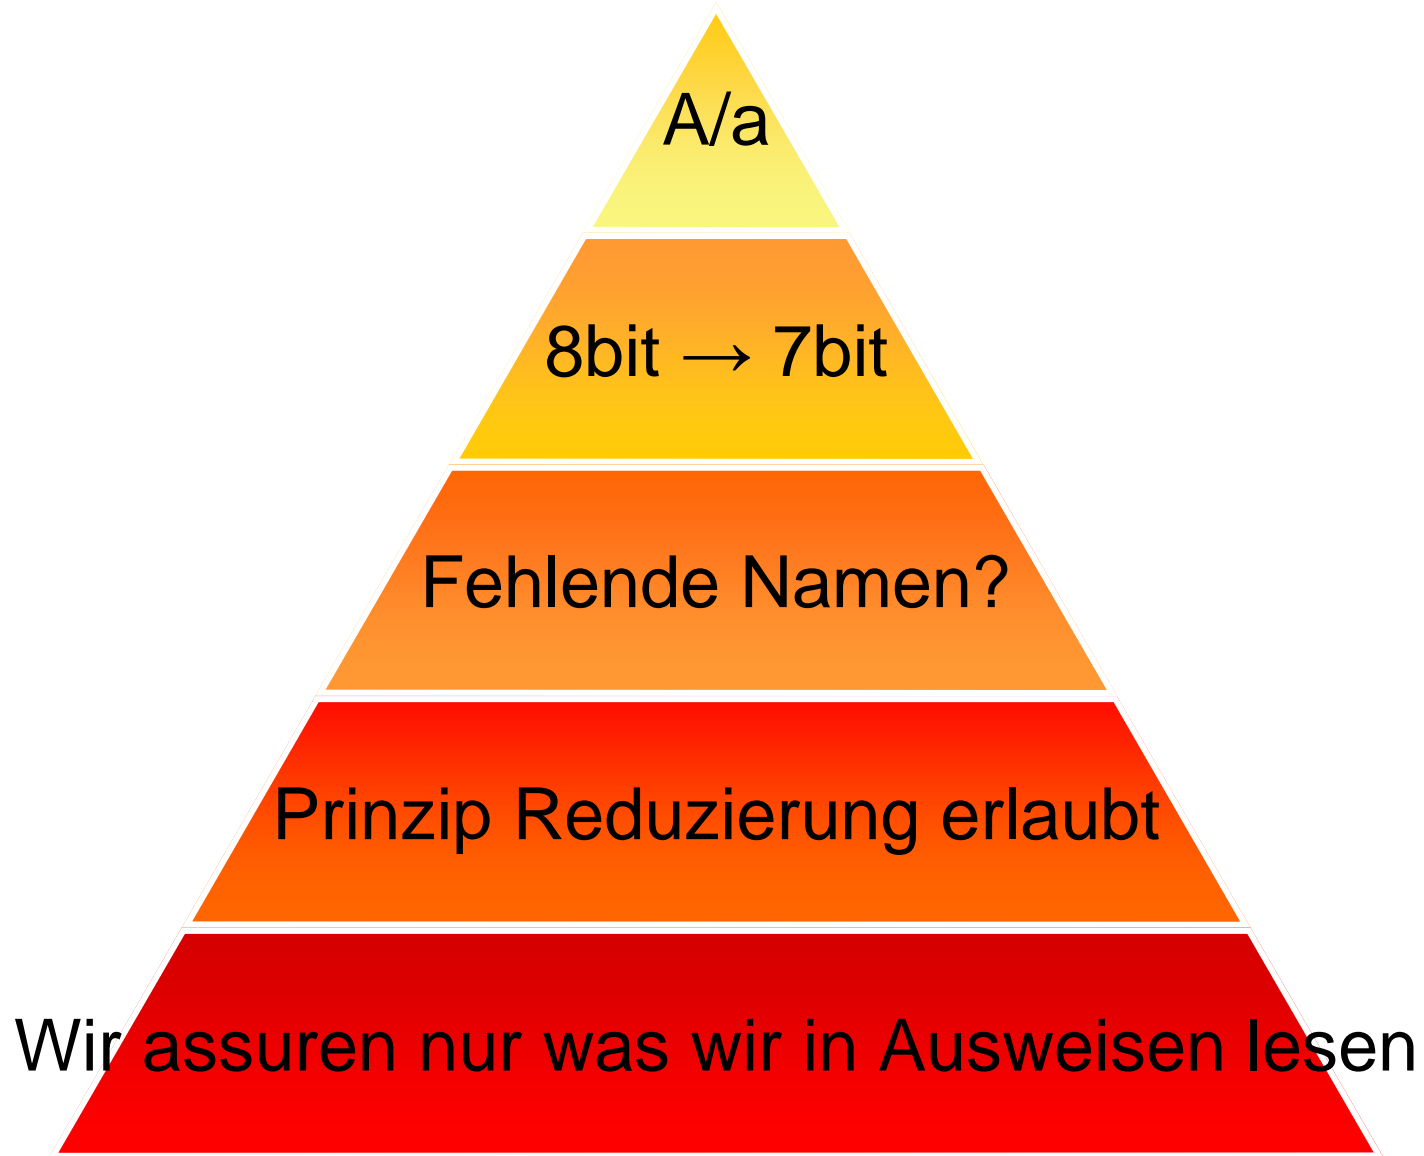 A/a
8bit → 7bit
Fehlende Namen?
Prinzip Reduzierung erlaubt
Wir assuren nur was wir in Ausweisen lesen